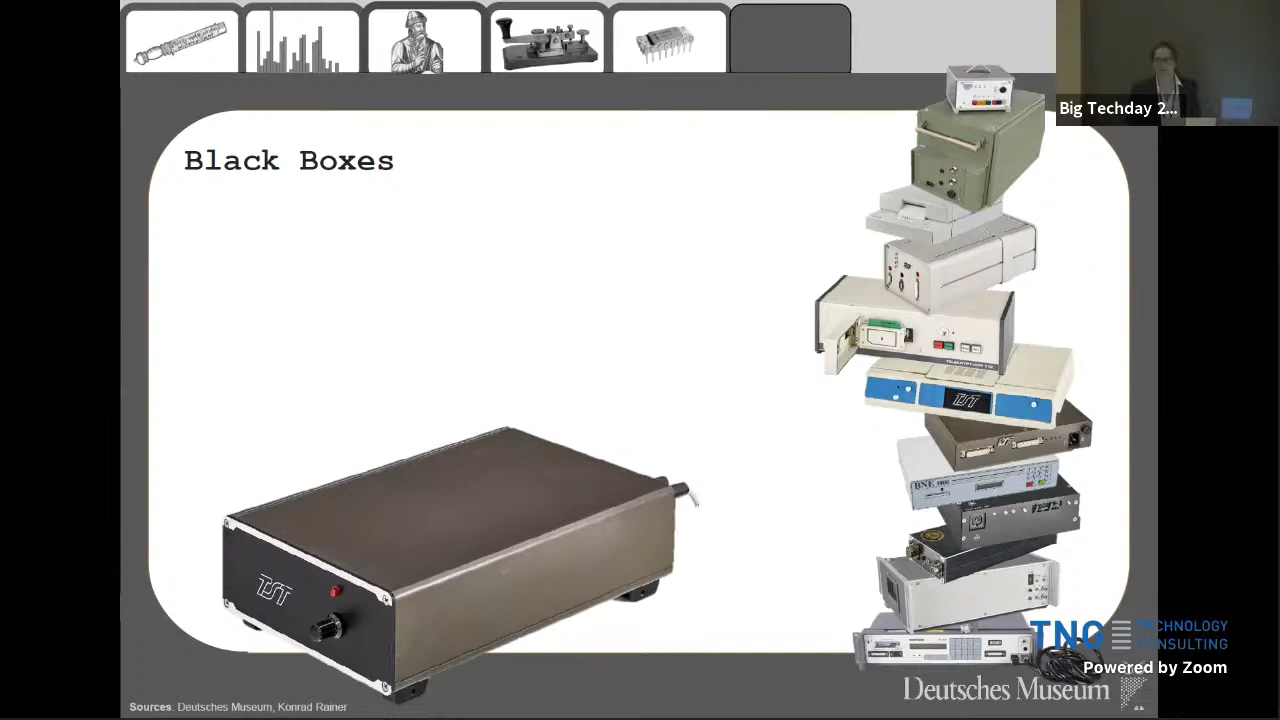 Big Techday 2...
Black Boxes
TST
TST
BNE
TNG TECHNOLOGY
CONSULTING
Powered by Zoom
Deutsches Museum
Sources: Deutsches Museum, Konrad Rainer